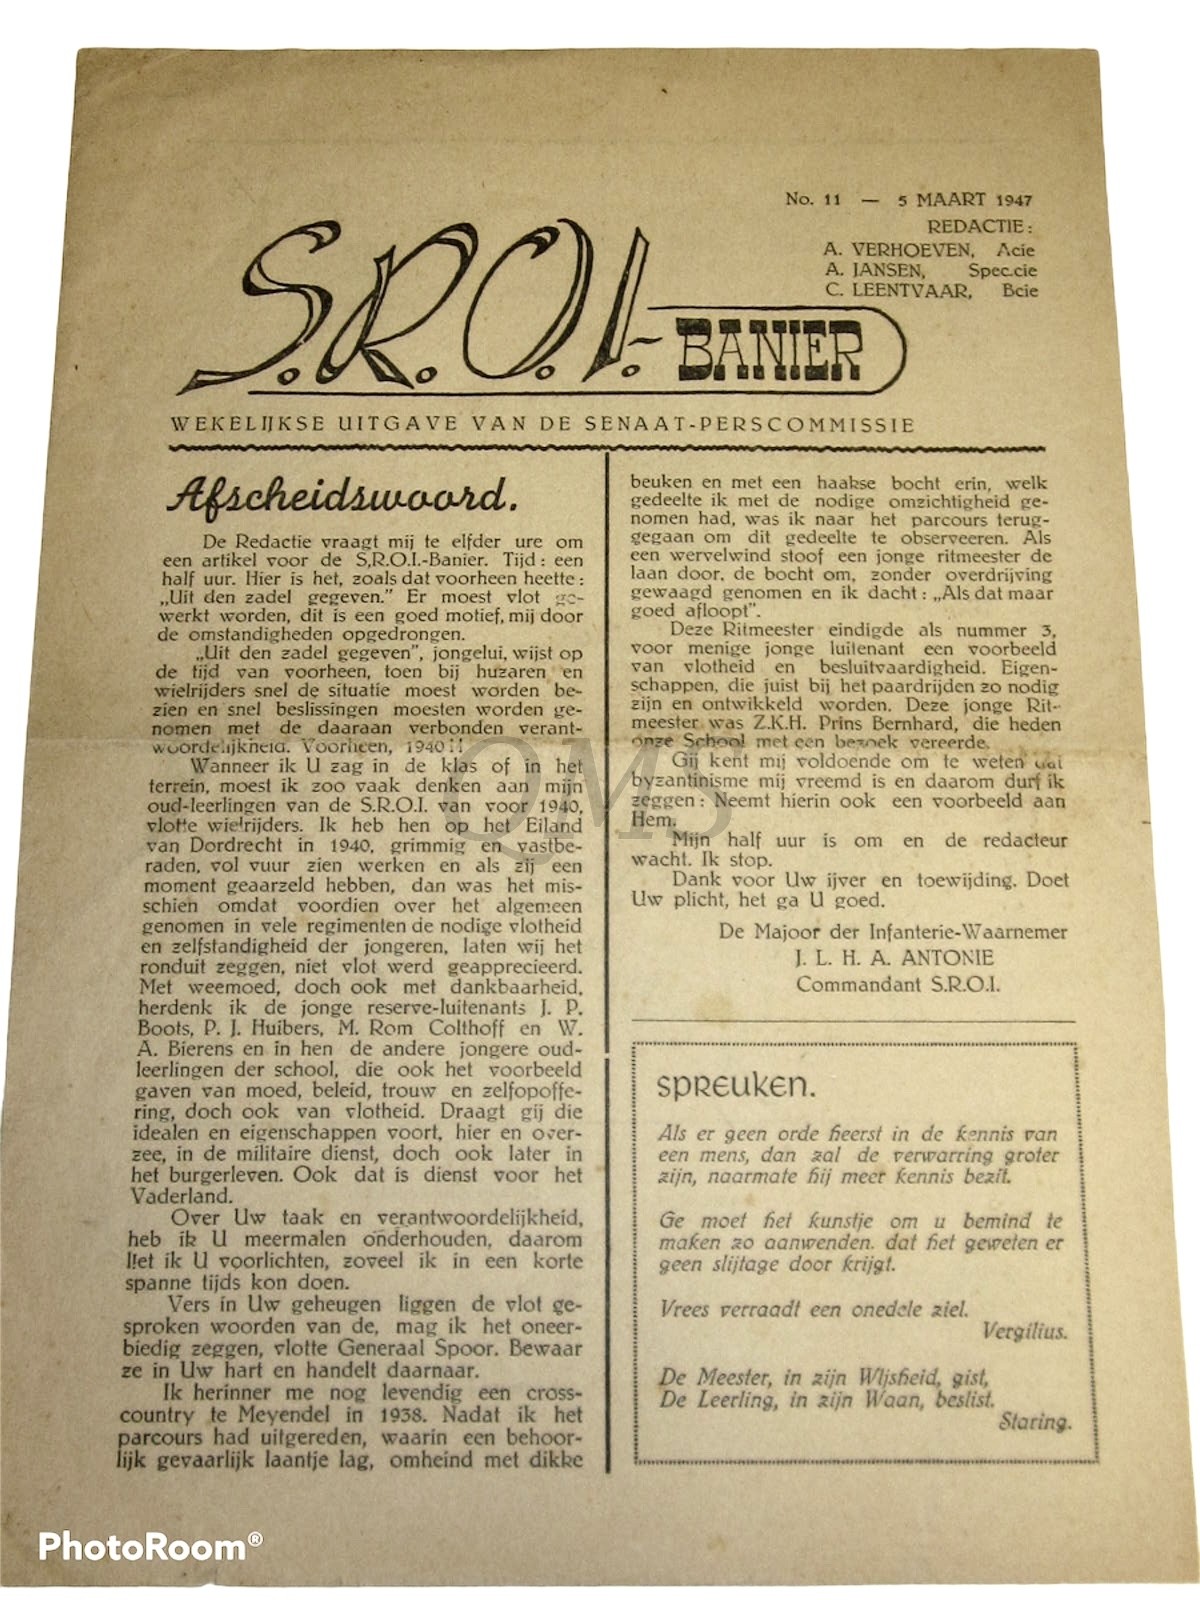 No. 11 — 5 MAART 1947
REDACTIE:
A. VERHOEVEN, Acie
A. JANSEN, Spec.cie
C. LEENTVAAR, Bcie
S.R.O.I.-BANIER
WEKELIJKSE UITGAVE VAN DE SENAAT-PERSCOMMISSIE
Afscheidswoord.
De Redactie vraagt mij te elfder ure om
een artikel voor de S.R.O.I.-Banier. Tijd: een
half uur. Hier is het, zoals dat voorheen heette:
„Uit den zadel gegeven.” Er moest vlot ge-
werkt worden, dit is een goed motief, mij door
de omstandigheden opgedrongen.
„Uit den zadel gegeven”, jongelui, wijst op
de tijd van voorheen, toen bij huzaren en
wielrijders snel de situatie moest worden be-
zien en snel beslissingen moesten worden ge-
nomen met de daaraan verbonden verant-
woordelijkheid. Voorheen, 1940!!
Wanneer ik U zag in de klas of in het
terrein, moest ik zoo vaak denken aan mijn
oud-leerlingen van de S.R.O.I. van voor 1940,
vlotte wielrijders. Ik heb hen op het Eiland
van Dordrecht in 1940, grimmig en vastbe-
raden, vol vuur zien werken en als zij een
moment geaarzeld hebben, dan was het mis-
schien omdat voordien over het algemeen
genomen in vele regimenten de nodige vlotheid
en zelfstandigheid der jongeren, laten wij het
ronduit zeggen, niet vlot werd geapprecieerd.
Met weemoed, doch ook met dankbaarheid,
herdenk ik de jonge reserve-luitenants J. P.
Boots, P. J. Huibers, M. Rom Colthoff en W.
A. Bierens en in hen de andere jongere oud-
leerlingen der school, die ook het voorbeeld
gaven van moed, beleid, trouw en zelfopoffe-
ring, doch ook van vlotheid. Draagt gij die
idealen en eigenschappen voort, hier en over-
zee, in de militaire dienst, doch ook later in
het burgerleven. Ook dat is dienst voor het
Vaderland.
Over Uw taak en verantwoordelijkheid,
heb ik U meermalen onderhouden, daarom
liet ik U voorlichten, zoveel ik in een korte
spanne tijds kon doen.
Vers in Uw geheugen liggen de vlot ge-
sproken woorden van de, mag ik het oneer-
biedig zeggen, vlotte Generaal Spoor. Bewaar
ze in Uw hart en handelt daarnaar.
Ik herinner me nog levendig een cross-
country te Meyendel in 1938. Nadat ik het
parcours had uitgereden, waarin een behoor-
lijk gevaarlijk laantje lag, omheind met dikke
beuken en met een haakse bocht erin, welk
gedeelte ik met de nodige omzichtigheid ge-
nomen had, was ik naar het parcours terug-
gegaan om dit gedeelte te observeeren. Als
een wervelwind stoof een jonge ritmeester de
laan door, de bocht om, zonder overdrijving
gewaagd genomen en ik dacht: „Als dat maar
goed afloopt”.
Deze Ritmeester eindigde als nummer 3,
voor menige jonge luitenant een voorbeeld
van vlotheid en besluitvaardigheid. Eigen-
schappen, die juist bij het paardrijden zo nodig
zijn en ontwikkeld worden. Deze jonge Rit-
meester was Z.K.H. Prins Bernhard, die heden
onze School met een bezoek vereerde.
Gij kent mij voldoende om te weten dat
byzantinisme mij vreemd is en daarom durf ik
zeggen: Neemt hierin ook een voorbeeld aan
Hem.
Mijn half uur is om en de redacteur
wacht. Ik stop.
Dank voor Uw ijver en toewijding. Doet
Uw plicht, het ga U goed.
De Majoor der Infanterie-Waarnemer
J. L. H. A. ANTONIE
Commandant S.R.O.I.
SPREUKEN.
Als er geen orde heerst in de kennis van
een mens, dan zal de verwarring groter
zijn, naarmate hij meer kennis bezit.
Ge moet het kunstje om u bemind te
maken zo aanwenden. dat het geweten er
geen slijtage door krijgt.
Vrees verraadt een onedele ziel.
Vergilius.
De Meester, in zijn Wijsheid, gist,
De Leerling, in zijn Waan, beslist.
Staring.
QMS
PhotoRoom®